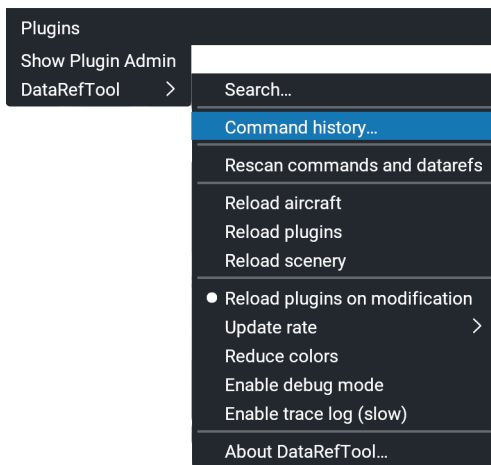 Plugins
Show Plugin Admin
DataRefTool
Search...
Command history...
Rescan commands and datarefs
Reload aircraft
Reload plugins
Reload scenery
Reload plugins on modification
Update rate
Reduce colors
Enable debug mode
Enable trace log (slow)
About DataRefTool...